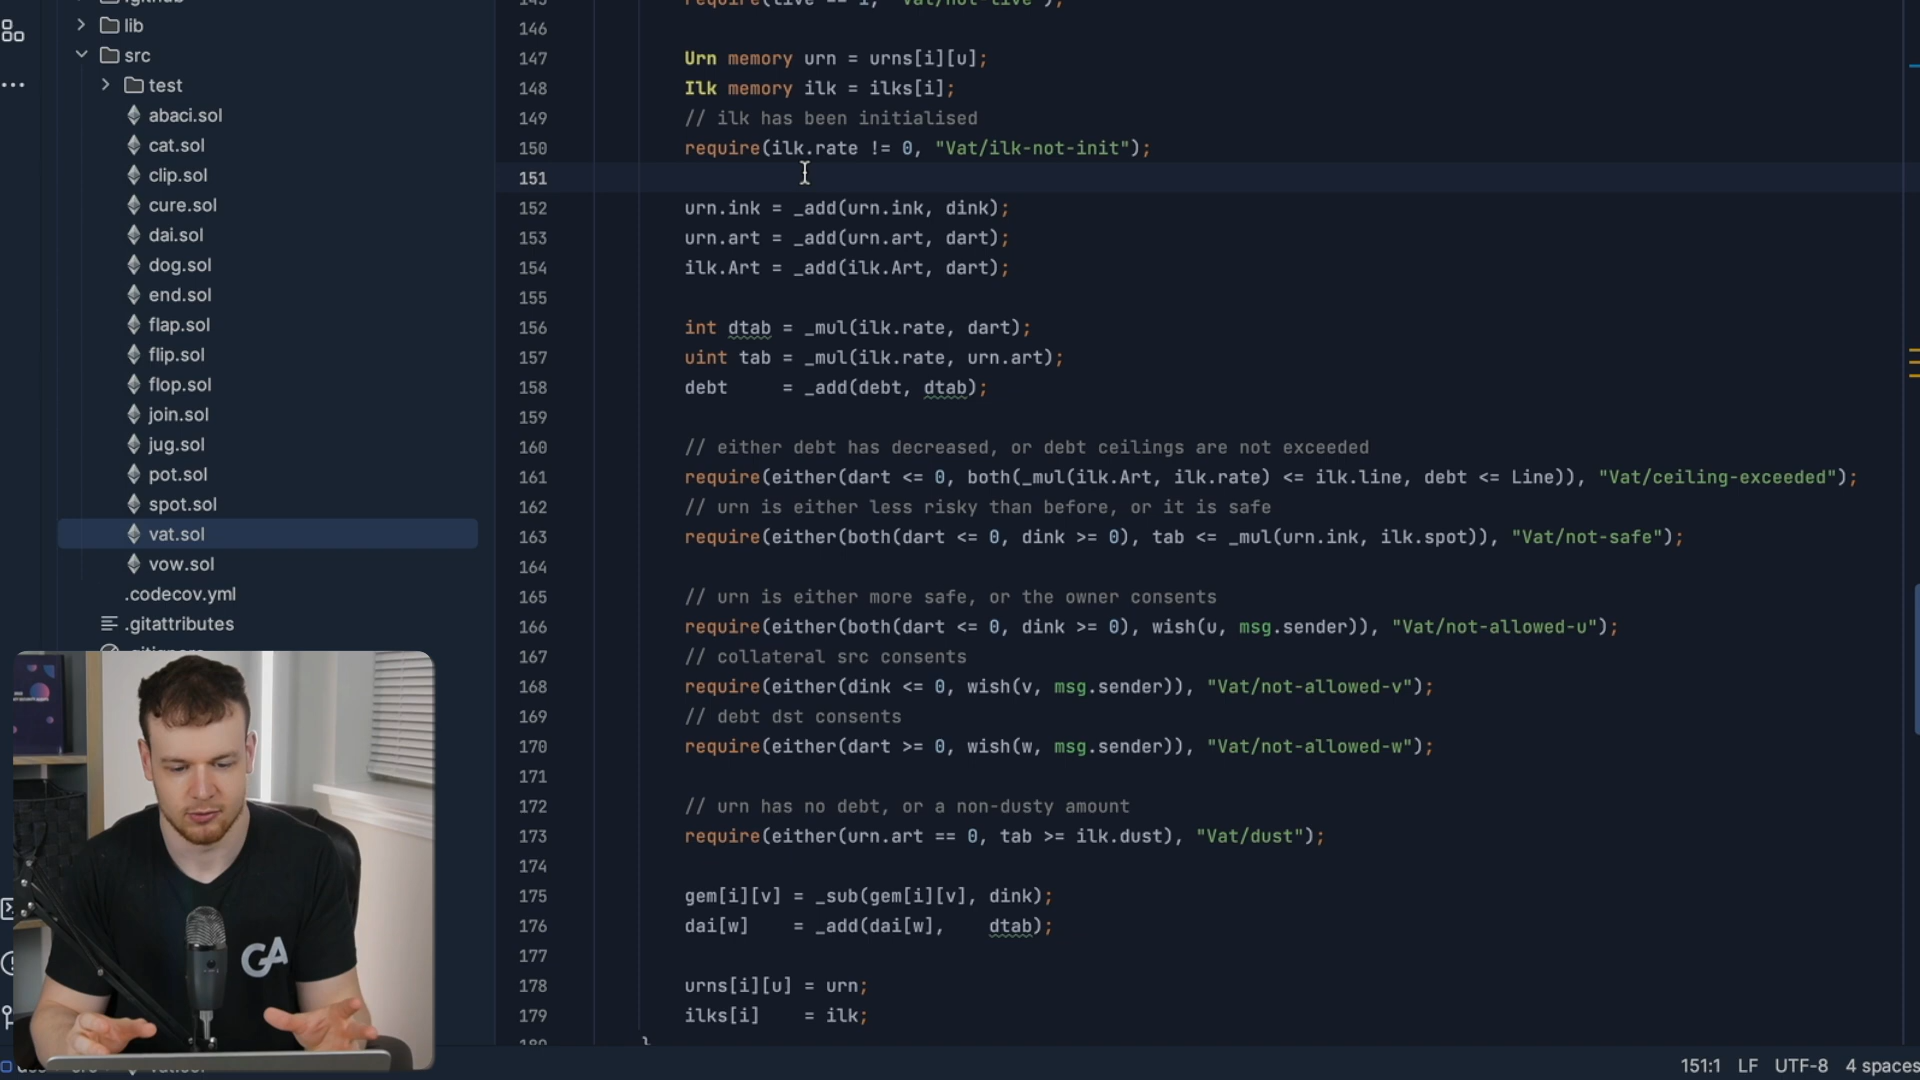 lib
src
test
abaci.sol
cat.sol
clip.sol
cure.sol
dai.sol
dog.sol
end.sol
flap.sol
flip.sol
flop.sol
join.sol
jug.sol
pot.sol
spot.sol
vat.sol
vow.sol
.codecov.yml
.gitattributes
146
147 Urn memory urn = urns[i][u];
148 Ilk memory ilk = ilks[i];
149 // ilk has been initialised
150 require(ilk.rate != 0, "Vat/ilk-not-init");
151
152 urn.ink = _add(urn.ink, dink);
153 urn.art = _add(urn.art, dart);
154 ilk.Art = _add(ilk.Art, dart);
155
156 int dtab = _mul(ilk.rate, dart);
157 uint tab = _mul(ilk.rate, urn.art);
158 debt     = _add(debt, dtab);
159
160 // either debt has decreased, or debt ceilings are not exceeded
161 require(either(dart <= 0, both(_mul(ilk.Art, ilk.rate) <= ilk.line, debt <= Line)), "Vat/ceiling-exceeded");
162 // urn is either less risky than before, or it is safe
163 require(either(both(dart <= 0, dink >= 0), tab <= _mul(urn.ink, ilk.spot)), "Vat/not-safe");
164
165 // urn is either more safe, or the owner consents
166 require(either(both(dart <= 0, dink >= 0), wish(u, msg.sender)), "Vat/not-allowed-u");
167 // collateral src consents
168 require(either(dink <= 0, wish(v, msg.sender)), "Vat/not-allowed-v");
169 // debt dst consents
170 require(either(dart >= 0, wish(w, msg.sender)), "Vat/not-allowed-w");
171
172 // urn has no debt, or a non-dusty amount
173 require(either(urn.art == 0, tab >= ilk.dust), "Vat/dust");
174
175 gem[i][v] = _sub(gem[i][v], dink);
176 dai[w]    = _add(dai[w],    dtab);
177
178 urns[i][u] = urn;
179 ilks[i]    = ilk;
GA
151:1 LF UTF-8 4 spaces